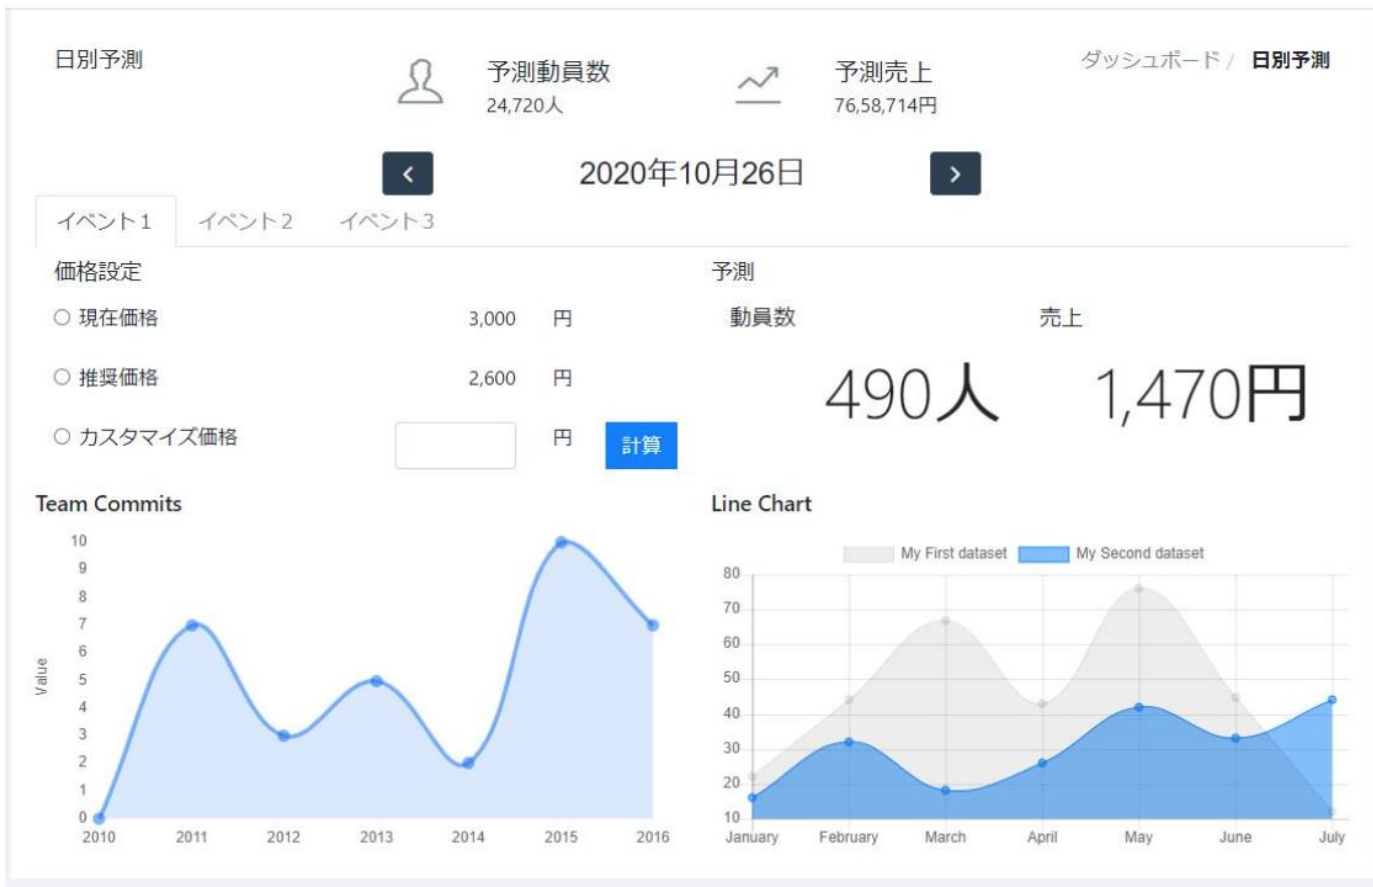 日別予測
予測動員数
24,720人
予測売上
76,58,714円
ダッシュボード / 日別予測
2020年10月26日
イベント1 イベント2 イベント3
価格設定
現在価格 3,000 円
推奨価格 2,600 円
カスタマイズ価格 円 計算
予測
動員数 売上
490人 1,470円
Team Commits
Value
10
9
8
7
6
5
4
3
2
1
0
2010 2011 2012 2013 2014 2015 2016
Line Chart
My First dataset My Second dataset
80
70
60
50
40
30
20
10
January February March April May June July